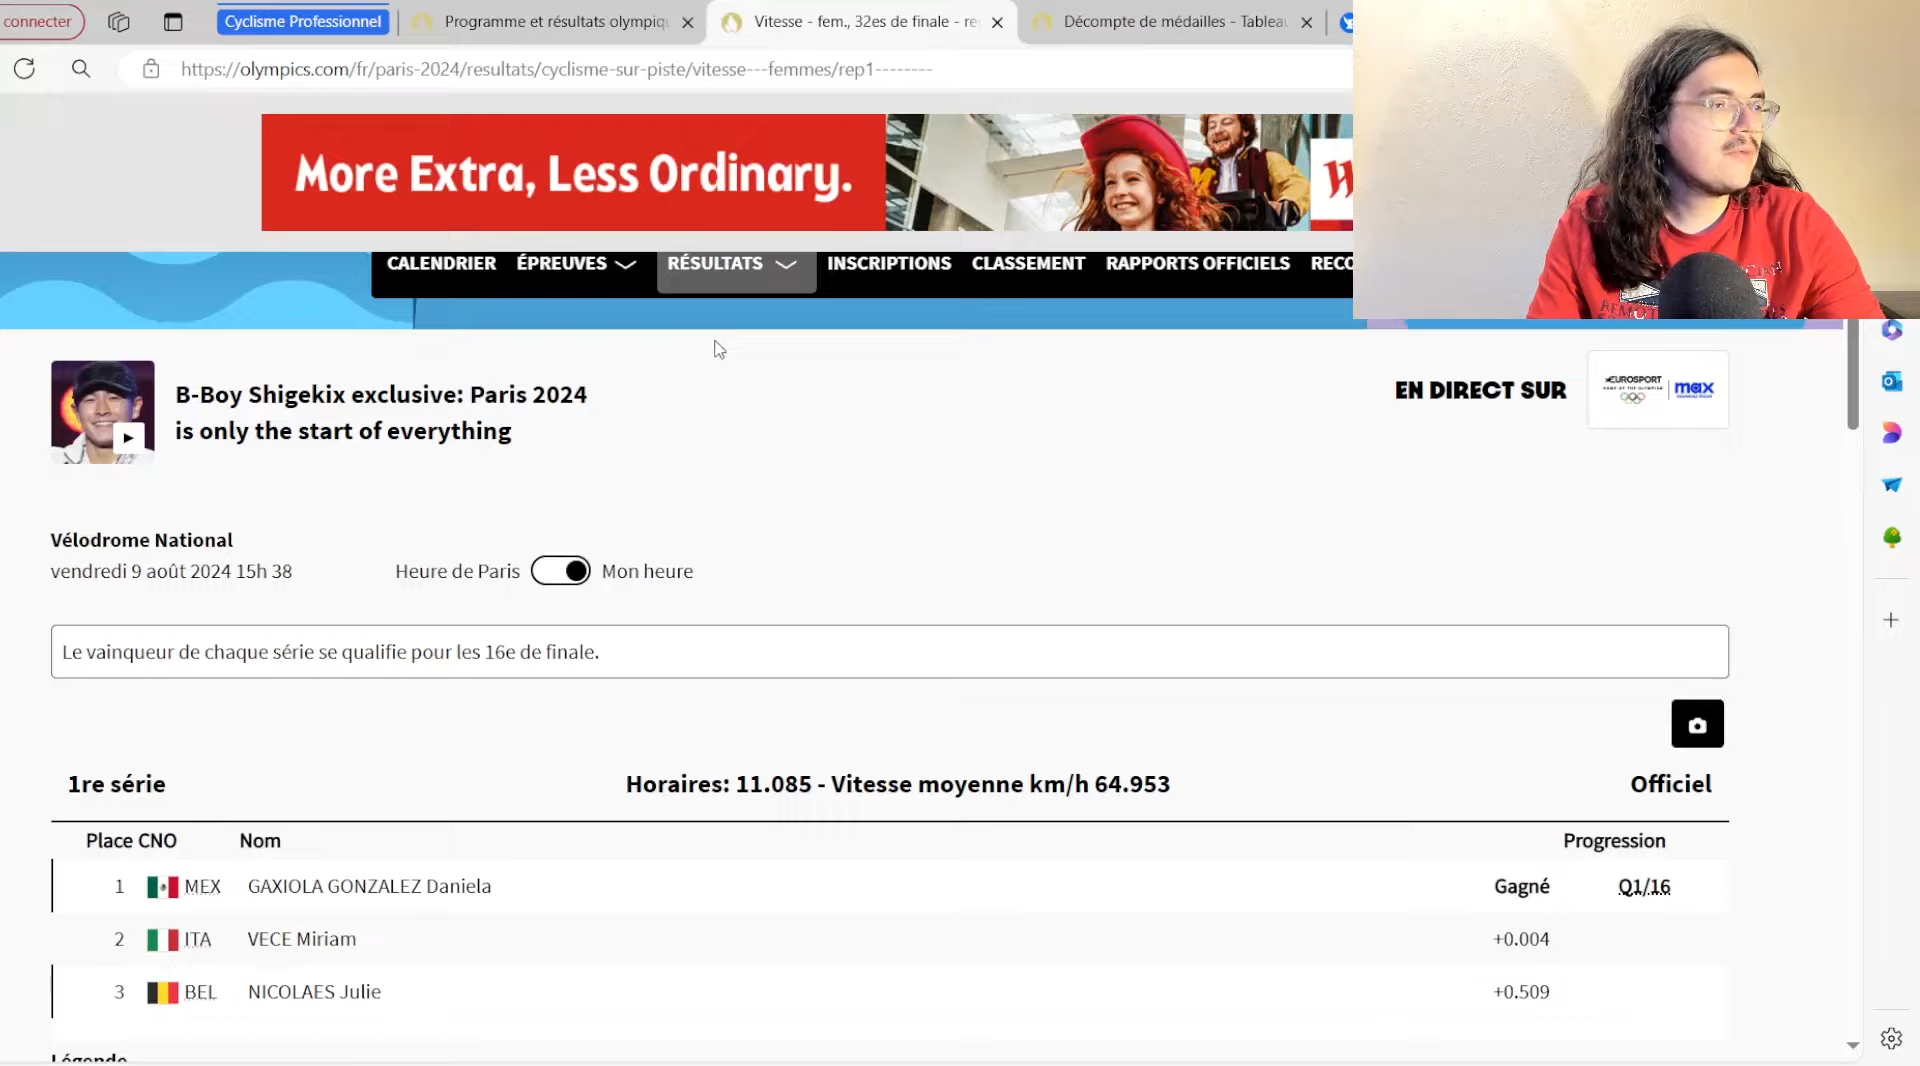 connecter
Cyclisme Professionnel
Programme et résultats olympiqu
Vitesse - fem., 32es de finale - re
Décompte de médailles - Tableau
https://olympics.com/fr/paris-2024/resultats/cyclisme-sur-piste/vitesse---femmes/rep1--------
More Extra, Less Ordinary.
CALENDRIER ÉPREUVES RÉSULTATS INSCRIPTIONS CLASSEMENT RAPPORTS OFFICIELS RECO
B-Boy Shigekix exclusive: Paris 2024
is only the start of everything
EN DIRECT SUR
EUROSPORT
max
Vélodrome National
vendredi 9 août 2024 15h 38
Heure de Paris Mon heure
Le vainqueur de chaque série se qualifie pour les 16e de finale.
1re série Horaires: 11.085 - Vitesse moyenne km/h 64.953 Officiel
Place CNO Nom Progression
1 MEX GAXIOLA GONZALEZ Daniela Gagné Q1/16
2 ITA VECE Miriam +0.004
3 BEL NICOLAES Julie +0.509
Légende